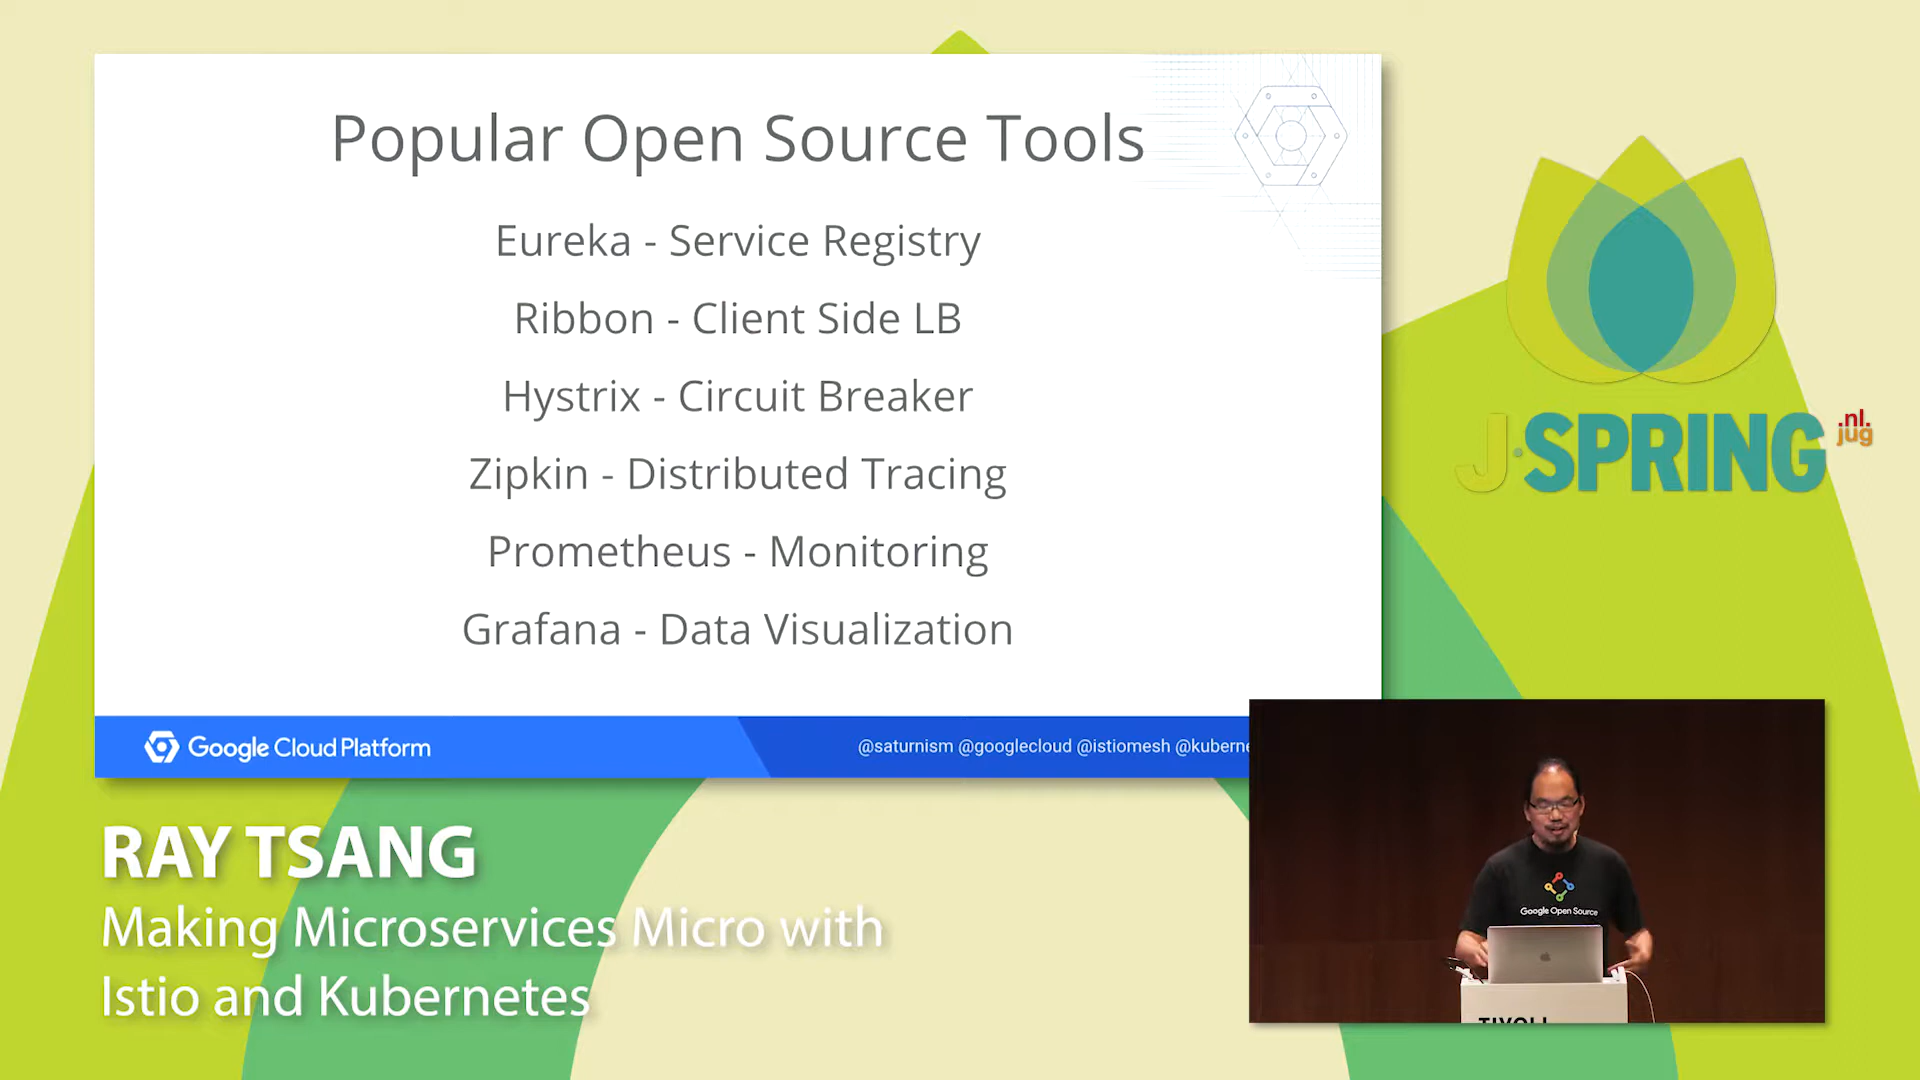 Popular Open Source Tools
Eureka - Service Registry
Ribbon - Client Side LB
Hystrix - Circuit Breaker
Zipkin - Distributed Tracing
Prometheus - Monitoring
Grafana - Data Visualization
Google Cloud Platform
@saturnism @googlecloud @istiomesh @kuberne
J·SPRING
.nl.
jug
RAY TSANG
Making Microservices Micro with
Istio and Kubernetes
Google Open Source
TIVOLI